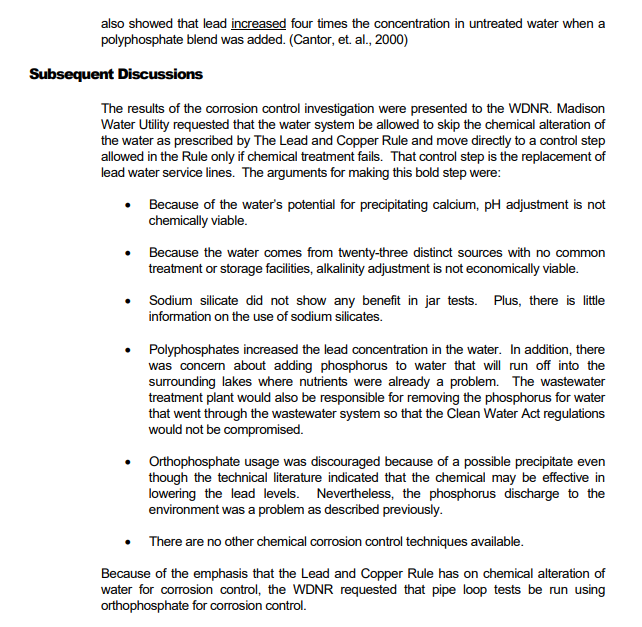 also showed that lead increased four times the concentration in untreated water when a
polyphosphate blend was added. (Cantor, et. al., 2000)
Subsequent Discussions
The results of the corrosion control investigation were presented to the WDNR. Madison
Water Utility requested that the water system be allowed to skip the chemical alteration of
the water as prescribed by The Lead and Copper Rule and move directly to a control step
allowed in the Rule only if chemical treatment fails. That control step is the replacement of
lead water service lines. The arguments for making this bold step were:
• Because of the water's potential for precipitating calcium, pH adjustment is not
chemically viable.
• Because the water comes from twenty-three distinct sources with no common
treatment or storage facilities, alkalinity adjustment is not economically viable.
• Sodium silicate did not show any benefit in jar tests. Plus, there is little
information on the use of sodium silicates.
• Polyphosphates increased the lead concentration in the water. In addition, there
was concern about adding phosphorus to water that will run off into the
surrounding lakes where nutrients were already a problem. The wastewater
treatment plant would also be responsible for removing the phosphorus for water
that went through the wastewater system so that the Clean Water Act regulations
would not be compromised.
• Orthophosphate usage was discouraged because of a possible precipitate even
though the technical literature indicated that the chemical may be effective in
lowering the lead levels. Nevertheless, the phosphorus discharge to the
environment was a problem as described previously.
• There are no other chemical corrosion control techniques available.
Because of the emphasis that the Lead and Copper Rule has on chemical alteration of
water for corrosion control, the WDNR requested that pipe loop tests be run using
orthophosphate for corrosion control.